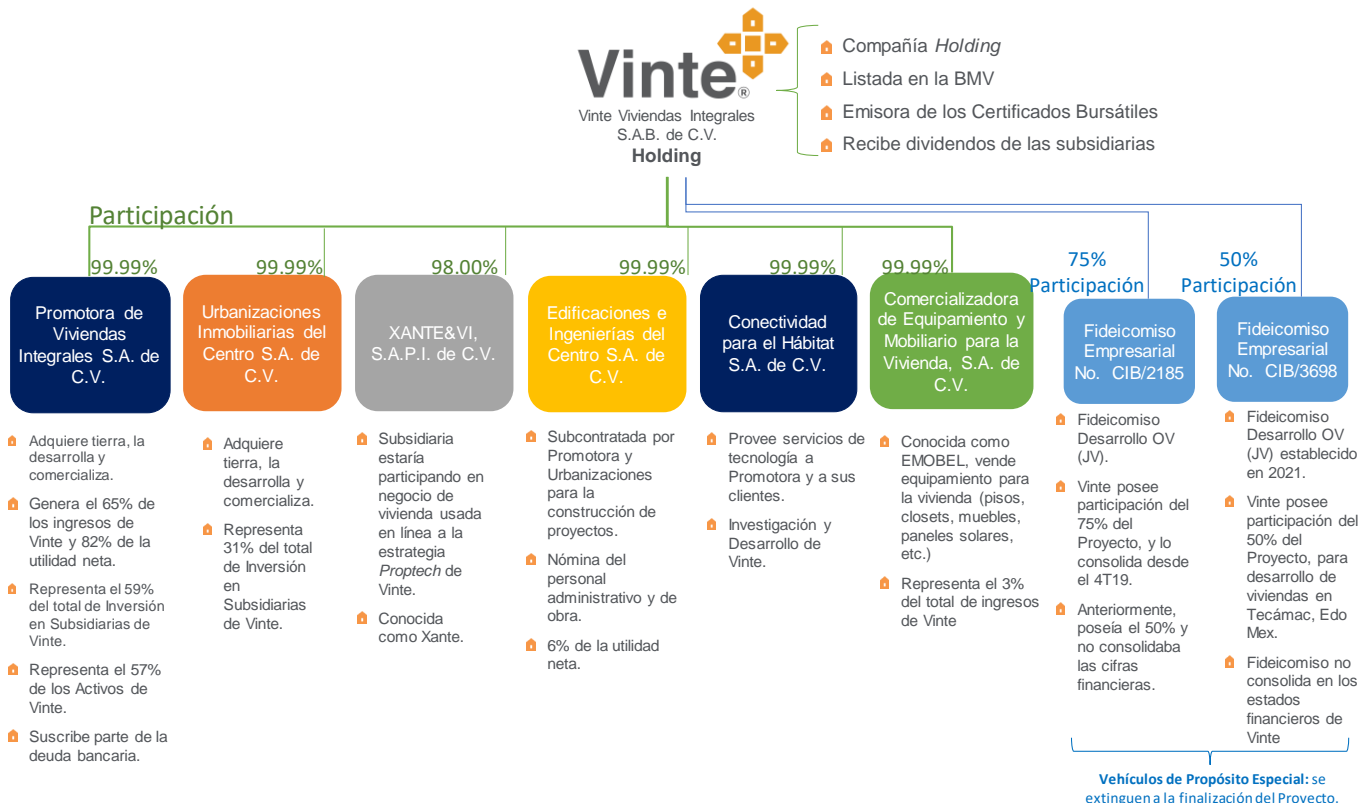 Vinte®
Vinte Viviendas Integrales
S.A.B. de C.V.
Holding
Compañía Holding
Listada en la BMV
Emisora de los Certificados Bursátiles
Recibe dividendos de las subsidiarias
Participación
99.99%
99.99%
98.00%
99.99%
99.99%
99.99%
75%
Participación
50%
Participación
Promotora de
Viviendas
Integrales S.A. de
C.V.
Urbanizaciones
Inmobiliarias del
Centro S.A. de
C.V.
XANTE&VI,
S.A.P.I. de C.V.
Edificaciones e
Ingenierías del
Centro S.A. de
C.V.
Conectividad
para el Hábitat
S.A. de C.V.
Comercializadora
de Equipamiento y
Mobiliario para la
Vivienda, S.A. de
C.V.
Fideicomiso
Empresarial
No. CIB/2185
Fideicomiso
Empresarial
No. CIB/3698
Adquiere tierra, la
desarrolla y
comercializa.
Genera el 65% de
los ingresos de
Vinte y 82% de la
utilidad neta.
Representa el 59%
del total de Inversión
en Subsidiarias de
Vinte.
Representa el 57%
de los Activos de
Vinte.
Suscribe parte de la
deuda bancaria.
Adquiere
tierra, la
desarrolla y
comercializa.
Representa
31% del total
de Inversión
en
Subsidiarias
de Vinte.
Subsidiaria
estaría
participando en
negocio de
vivienda usada
en línea a la
estrategia
Proptech de
Vinte.
Conocida
como Xante.
Subcontratada por
Promotora y
Urbanizaciones
para la
construcción de
proyectos.
Nómina del
personal
administrativo y de
obra.
6% de la utilidad
neta.
Provee servicios de
tecnología a
Promotora y a sus
clientes.
Investigación y
Desarrollo de
Vinte.
Conocida como
EMOBEL, vende
equipamiento para
la vivienda (pisos,
closets, muebles,
paneles solares,
etc.)
Representa el 3%
del total de ingresos
de Vinte
Fideicomiso
Desarrollo OV
(JV).
Vinte posee
participación del
75% del
Proyecto, y lo
consolida desde
el 4T19.
Anteriormente,
poseía el 50% y
no consolidaba
las cifras
financieras.
Fideicomiso
Desarrollo OV
(JV) establecido
en 2021.
Vinte posee
participación del
50% del
Proyecto, para
desarrollo de
viviendas en
Tecámac, Edo
Mex.
Fideicomiso no
consolida en los
estados
financieros de
Vinte
Vehículos de Propósito Especial: se
extinguen a la finalización del Proyecto.